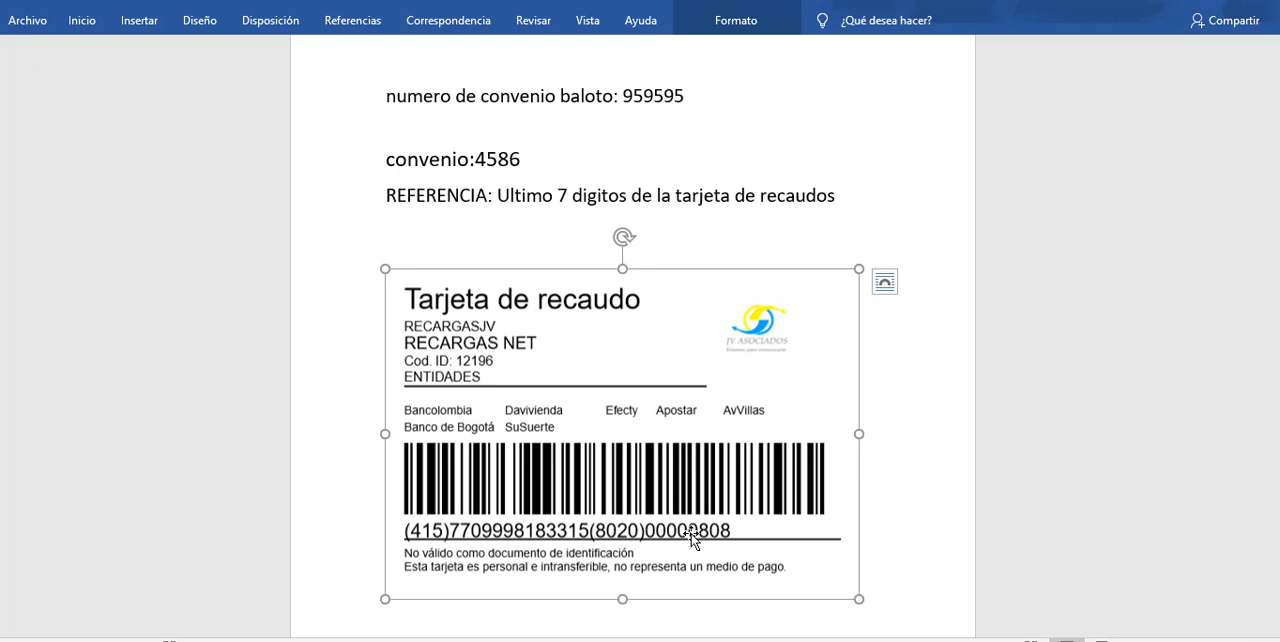 Archivo Inicio Insertar Diseño Disposición Referencias Correspondencia Revisar Vista Ayuda Formato ¿Qué desea hacer? Compartir
numero de convenio baloto: 959595
convenio:4586
REFERENCIA: Ultimo 7 digitos de la tarjeta de recaudos
Tarjeta de recaudo
RECARGASJV
RECARGAS NET
JV ASOCIADOS
Cod. ID: 12196
ENTIDADES
Bancolombia Davivienda Efecty Apostar AvVillas
Banco de Bogotá SuSuerte
No válido como documento de identificación
Esta tarjeta es personal e intransferible, no representa un medio de pago.